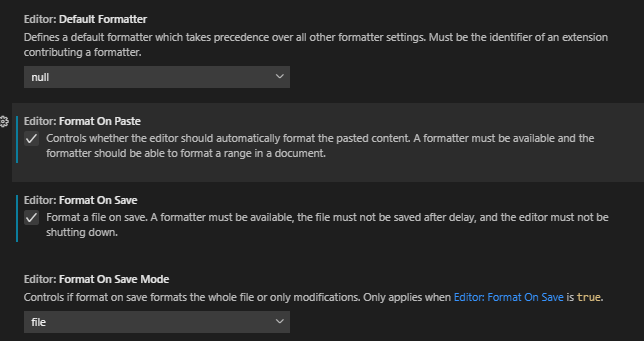 Editor: Default Formatter
Defines a default formatter which takes precedence over all other formatter settings. Must be the identifier of an extension
contributing a formatter.
null
Editor: Format On Paste
Controls whether the editor should automatically format the pasted content. A formatter must be available and the
formatter should be able to format a range in a document.
Editor: Format On Save
Format a file on save. A formatter must be available, the file must not be saved after delay, and the editor must not be
shutting down.
Editor: Format On Save Mode
Controls if format on save formats the whole file or only modifications. Only applies when Editor: Format On Save is true.
file